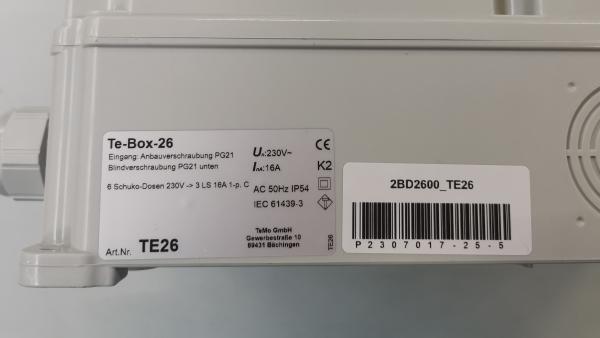 Te-Box-26
Eingang: Anbauverschraubung PG21
Blindverschraubung PG21 unten
6 Schuko-Dosen 230V -> 3 LS 16A 1-p. C
Art.Nr. TE26
Un:230V~
InA:16A
AC 50Hz IP54
IEC 61439-3
CE
K2
TeMo GmbH
Gewerbestraße 10
89431 Bächingen
TE26
2BD2600_TE26
P2307017-25-5